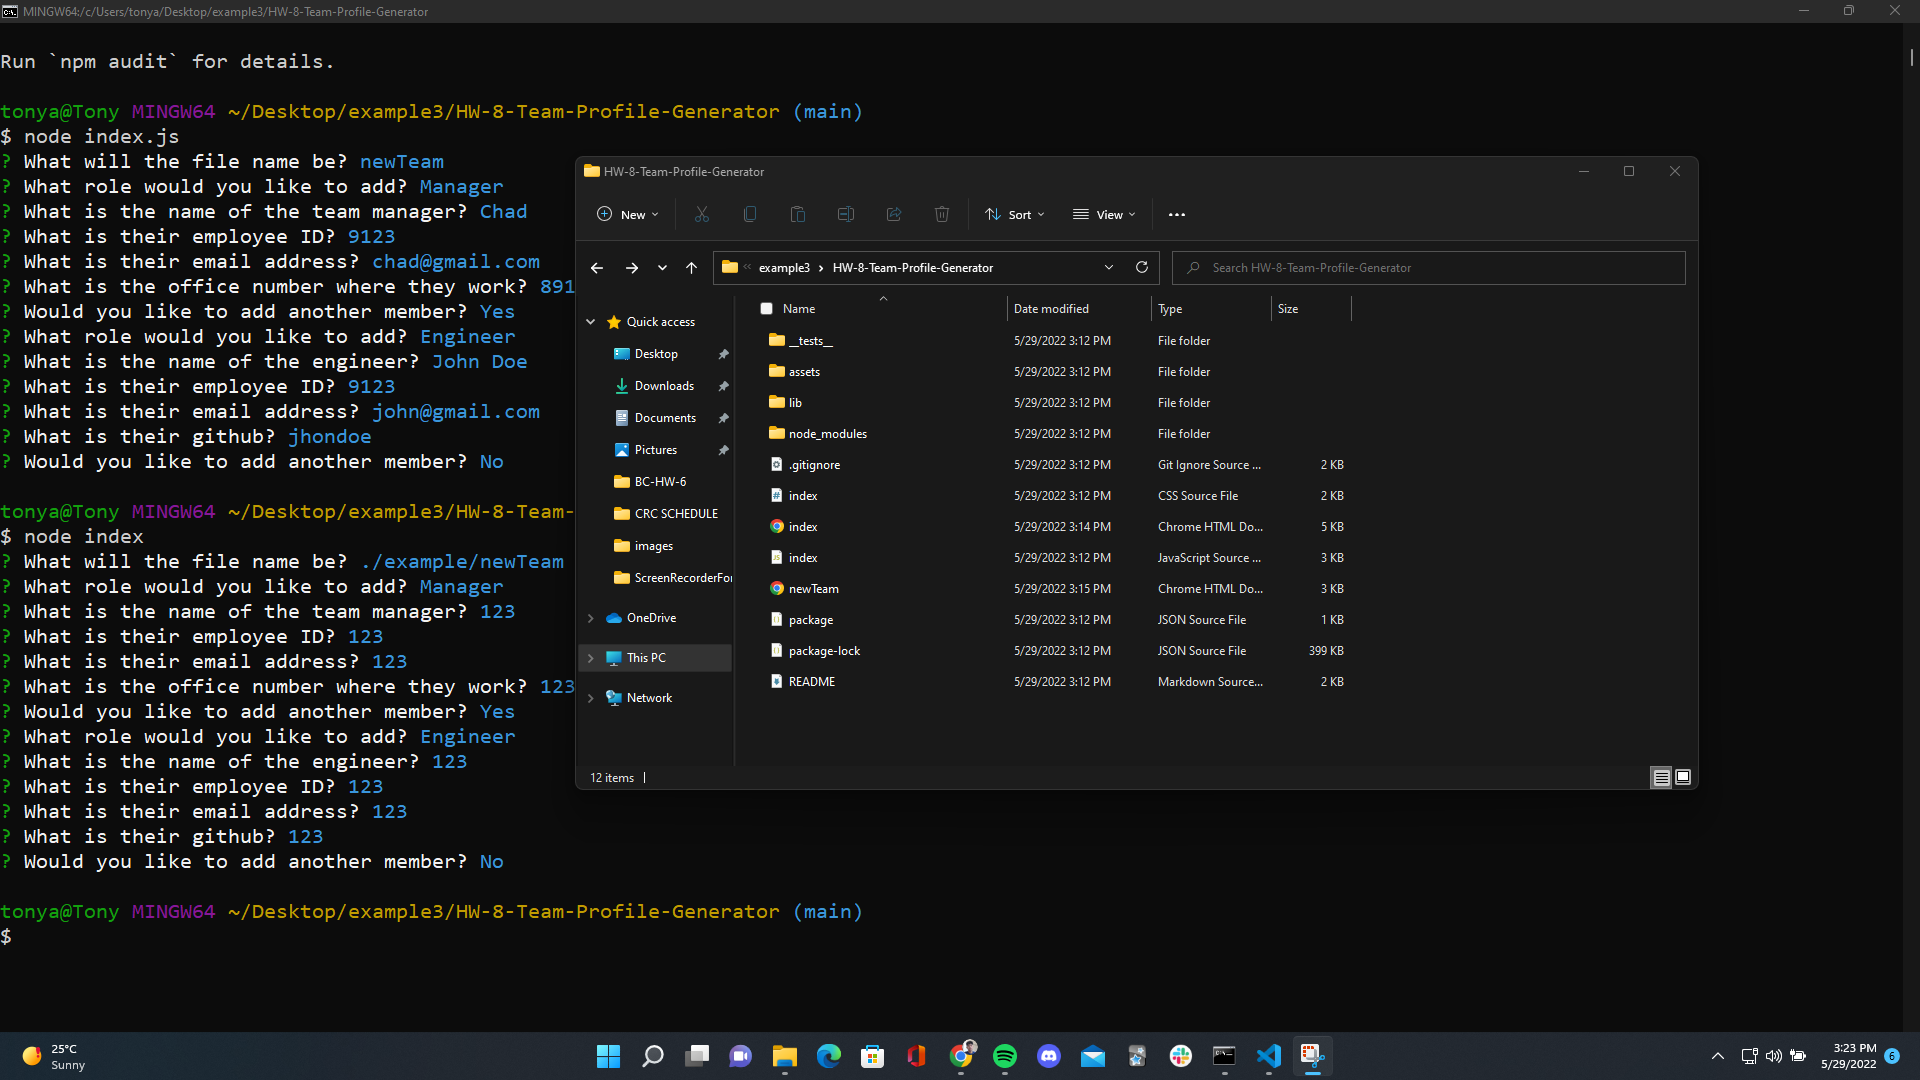 MINGW64:/c/Users/tonya/Desktop/example3/HW-8-Team-Profile-Generator
Run `npm audit` for details.
tonya@Tony MINGW64 ~/Desktop/example3/HW-8-Team-Profile-Generator (main)
$ node index.js
? What will the file name be? newTeam
? What role would you like to add? Manager
? What is the name of the team manager? Chad
? What is their employee ID? 9123
? What is their email address? chad@gmail.com
? What is the office number where they work? 891
? Would you like to add another member? Yes
? What role would you like to add? Engineer
? What is the name of the engineer? John Doe
? What is their employee ID? 9123
? What is their email address? john@gmail.com
? What is their github? jhondoe
? Would you like to add another member? No
tonya@Tony MINGW64 ~/Desktop/example3/HW-8-Team-
$ node index
? What will the file name be? ./example/newTeam
? What role would you like to add? Manager
? What is the name of the team manager? 123
? What is their employee ID? 123
? What is their email address? 123
? What is the office number where they work? 123
? Would you like to add another member? Yes
? What role would you like to add? Engineer
? What is the name of the engineer? 123
? What is their employee ID? 123
? What is their email address? 123
? What is their github? 123
? Would you like to add another member? No
tonya@Tony MINGW64 ~/Desktop/example3/HW-8-Team-Profile-Generator (main)
$
HW-8-Team-Profile-Generator
New Sort View ...
« example3 › HW-8-Team-Profile-Generator
Search HW-8-Team-Profile-Generator
Quick access
Desktop
Downloads
Documents
Pictures
BC-HW-6
CRC SCHEDULE
images
ScreenRecorderFor
OneDrive
This PC
Network
Name Date modified Type Size
__tests__ 5/29/2022 3:12 PM File folder
assets 5/29/2022 3:12 PM File folder
lib 5/29/2022 3:12 PM File folder
node_modules 5/29/2022 3:12 PM File folder
.gitignore 5/29/2022 3:12 PM Git Ignore Source ... 2 KB
index 5/29/2022 3:12 PM CSS Source File 2 KB
index 5/29/2022 3:14 PM Chrome HTML Do... 5 KB
index 5/29/2022 3:12 PM JavaScript Source ... 3 KB
newTeam 5/29/2022 3:15 PM Chrome HTML Do... 3 KB
package 5/29/2022 3:12 PM JSON Source File 1 KB
package-lock 5/29/2022 3:12 PM JSON Source File 399 KB
README 5/29/2022 3:12 PM Markdown Source... 2 KB
12 items
25°C
Sunny
3:23 PM
5/29/2022
6